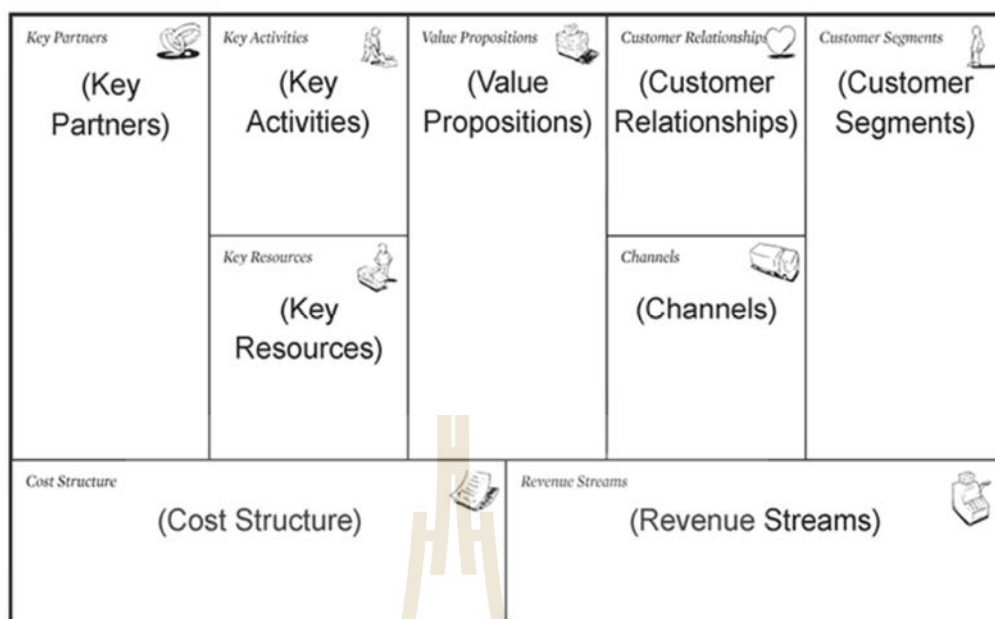 Key Partners
(Key
Partners)
Key Activities
(Key
Activities)
Value Propositions
(Value
Propositions)
Customer Relationships
(Customer
Relationships)
Customer Segments
(Customer
Segments)
Key Resources
(Key
Resources)
Channels
(Channels)
Cost Structure
(Cost Structure)
Revenue Streams
(Revenue Streams)